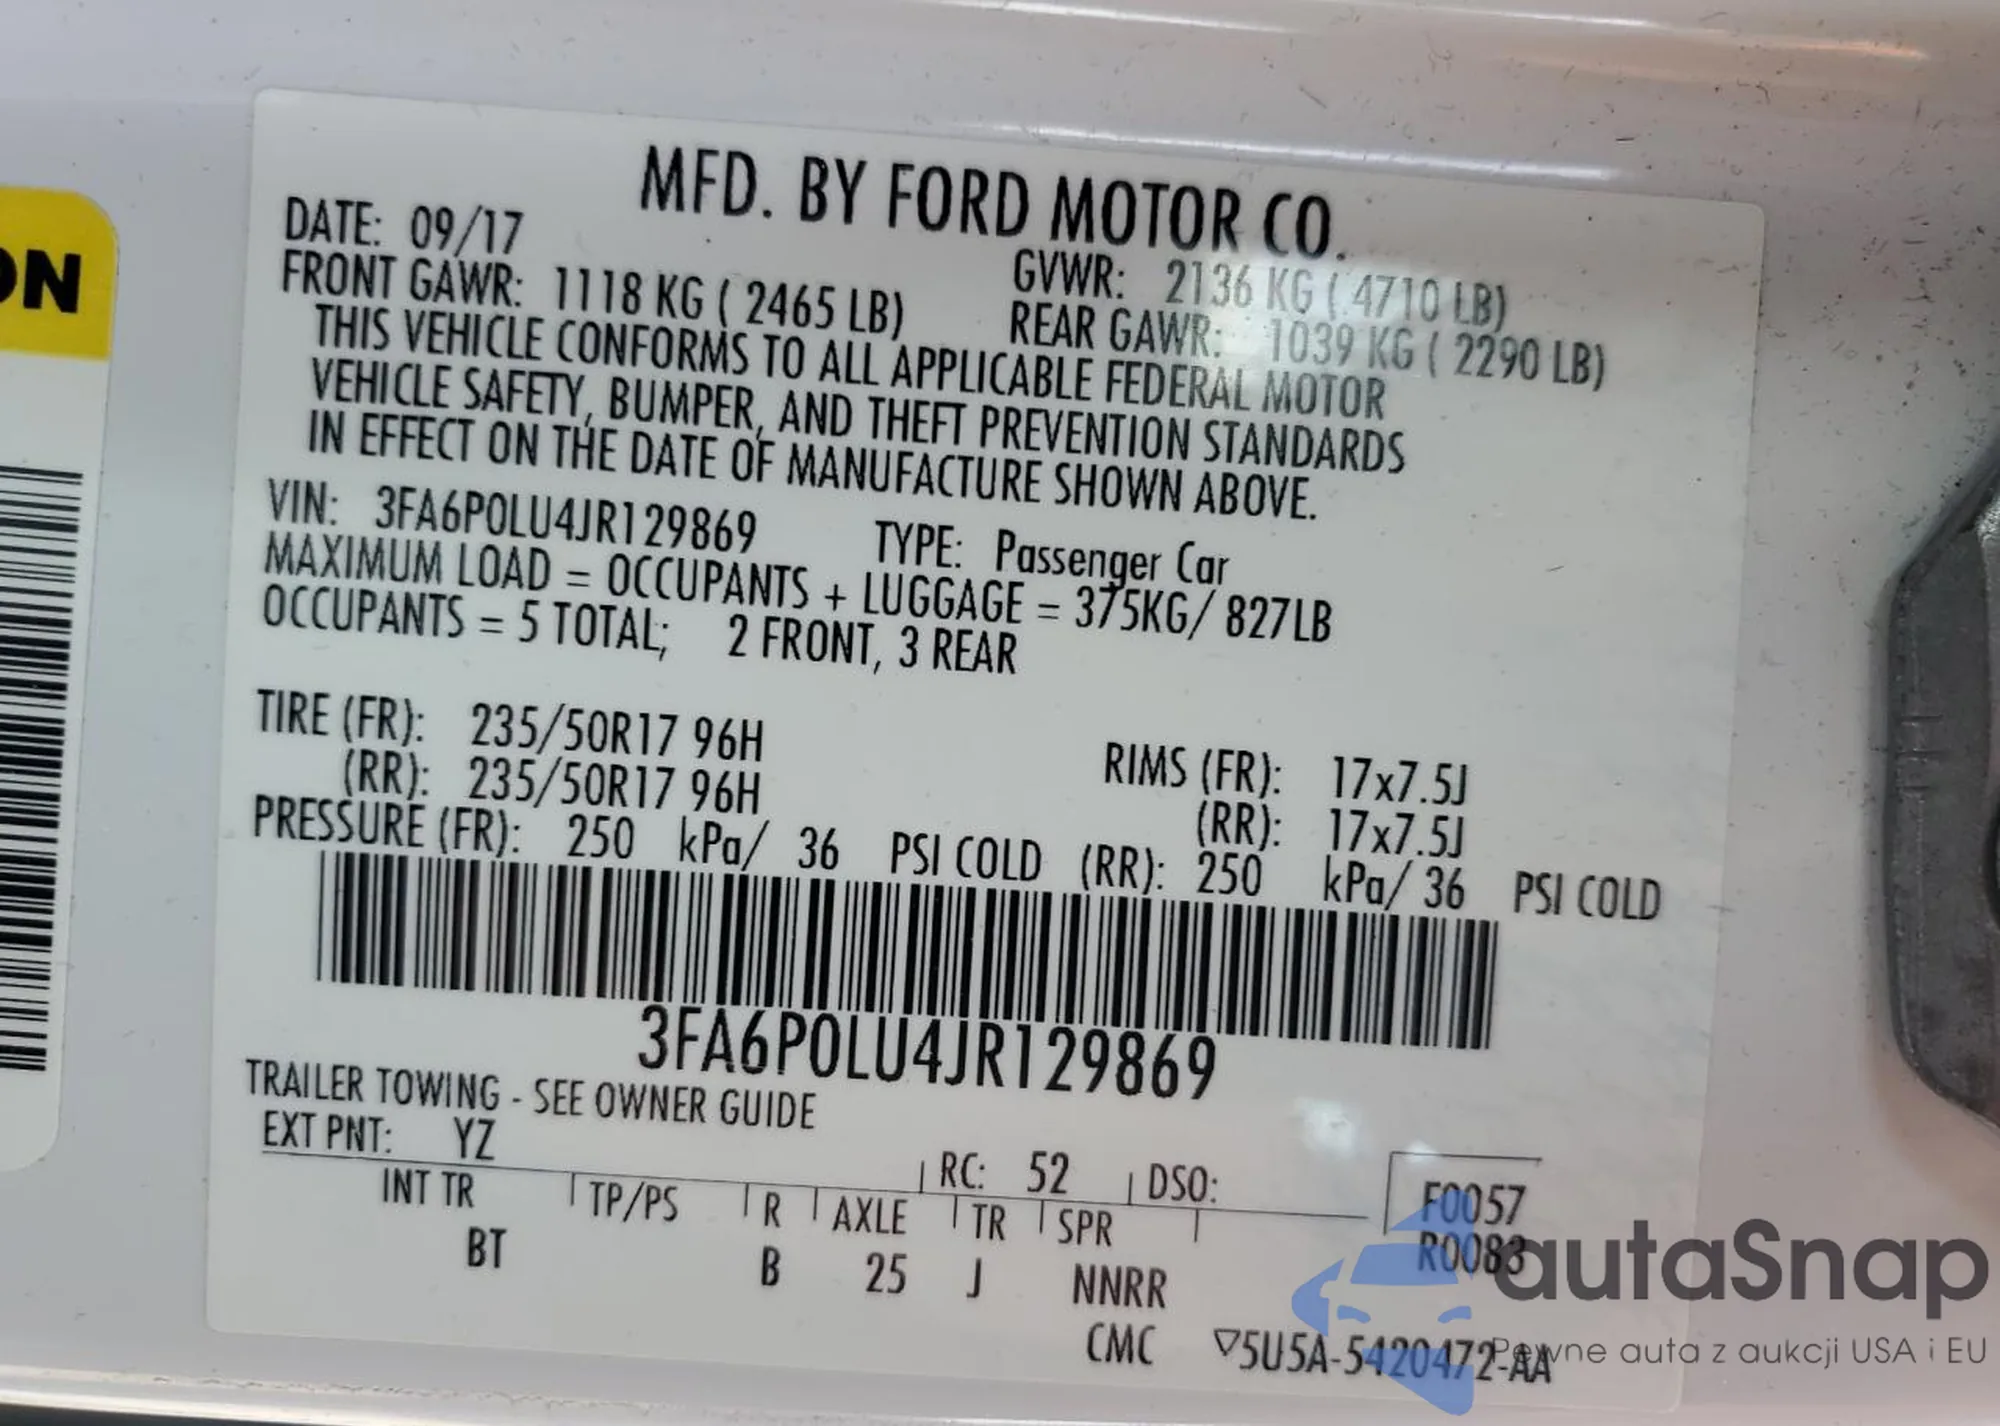 MFD. BY FORD MOTOR CO.
DATE: 09/17
GVWR: 2136 KG ( 4710 LB)
FRONT GAWR: 1118 KG ( 2465 LB)
REAR GAWR: 1039 KG ( 2290 LB)
THIS VEHICLE CONFORMS TO ALL APPLICABLE FEDERAL MOTOR
VEHICLE SAFETY, BUMPER, AND THEFT PREVENTION STANDARDS
IN EFFECT ON THE DATE OF MANUFACTURE SHOWN ABOVE.
VIN: 3FA6P0LU4JR129869 TYPE: Passenger Car
MAXIMUM LOAD = OCCUPANTS + LUGGAGE = 375KG/ 827LB
OCCUPANTS = 5 TOTAL; 2 FRONT, 3 REAR
TIRE (FR): 235/50R17 96H RIMS (FR): 17x7.5J
(RR): 235/50R17 96H (RR): 17x7.5J
PRESSURE (FR): 250 kPa/ 36 PSI COLD (RR): 250 kPa/ 36 PSI COLD
3FA6P0LU4JR129869
TRAILER TOWING - SEE OWNER GUIDE
EXT PNT: YZ RC: 52 DSO:
INT TR TP/PS R AXLE TR SPR
BT B 25 J NNRR
F0057
R0083
CMC ▽5U5A-5420472-AA
autaSnap
Pewne auta z aukcji USA i EU